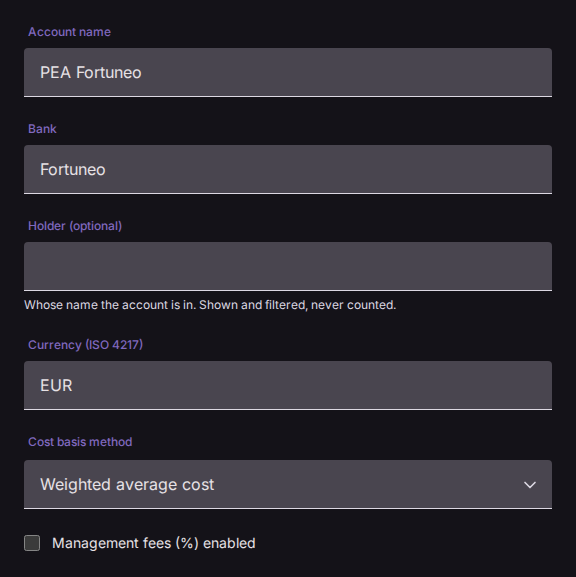 Account name
PEA Fortuneo
Bank
Fortuneo
Holder (optional)
Whose name the account is in. Shown and filtered, never counted.
Currency (ISO 4217)
EUR
Cost basis method
Weighted average cost
Management fees (%) enabled